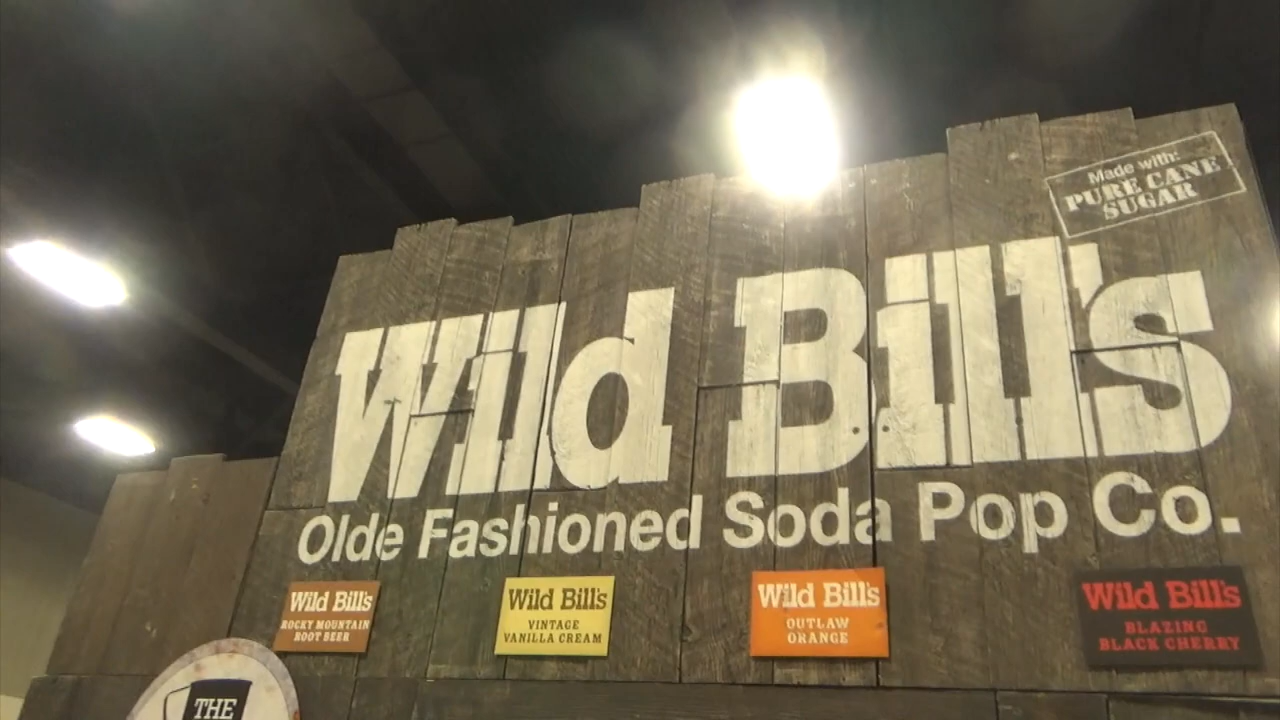 Made with:
PURE CANE
SUGAR
Wild Bill's
Olde Fashioned Soda Pop Co.
Wild Bill's
ROCKY MOUNTAIN
ROOT BEER
Wild Bill's
VINTAGE
VANILLA CREAM
Wild Bill's
OUTLAW
ORANGE
Wild Bill's
BLAZING
BLACK CHERRY
THE